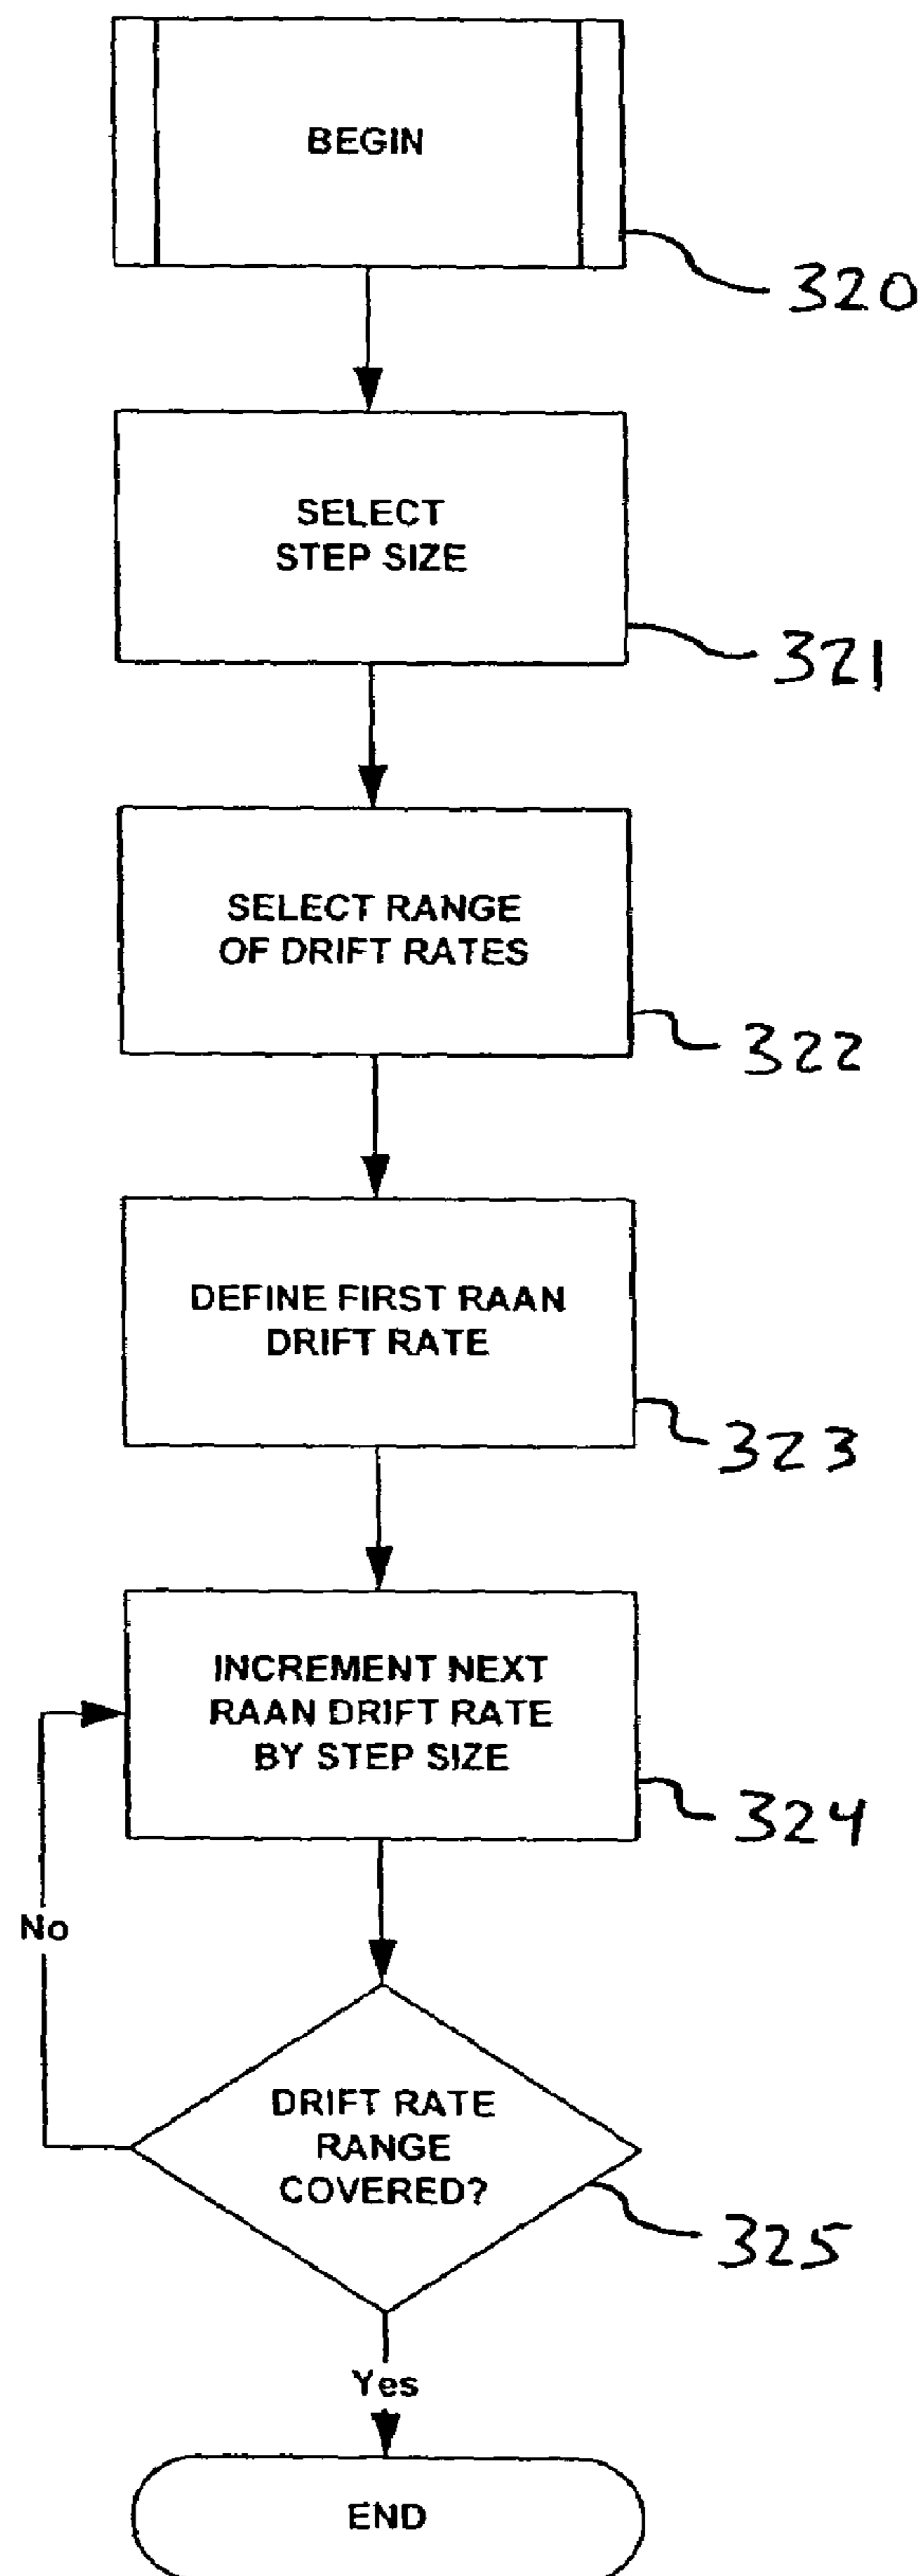 BEGIN
320
SELECT
STEP SIZE
321
SELECT RANGE
OF DRIFT RATES
322
DEFINE FIRST RAAN
DRIFT RATE
323
INCREMENT NEXT
RAAN DRIFT RATE
BY STEP SIZE
324
No
DRIFT RATE
RANGE
COVERED?
325
Yes
END